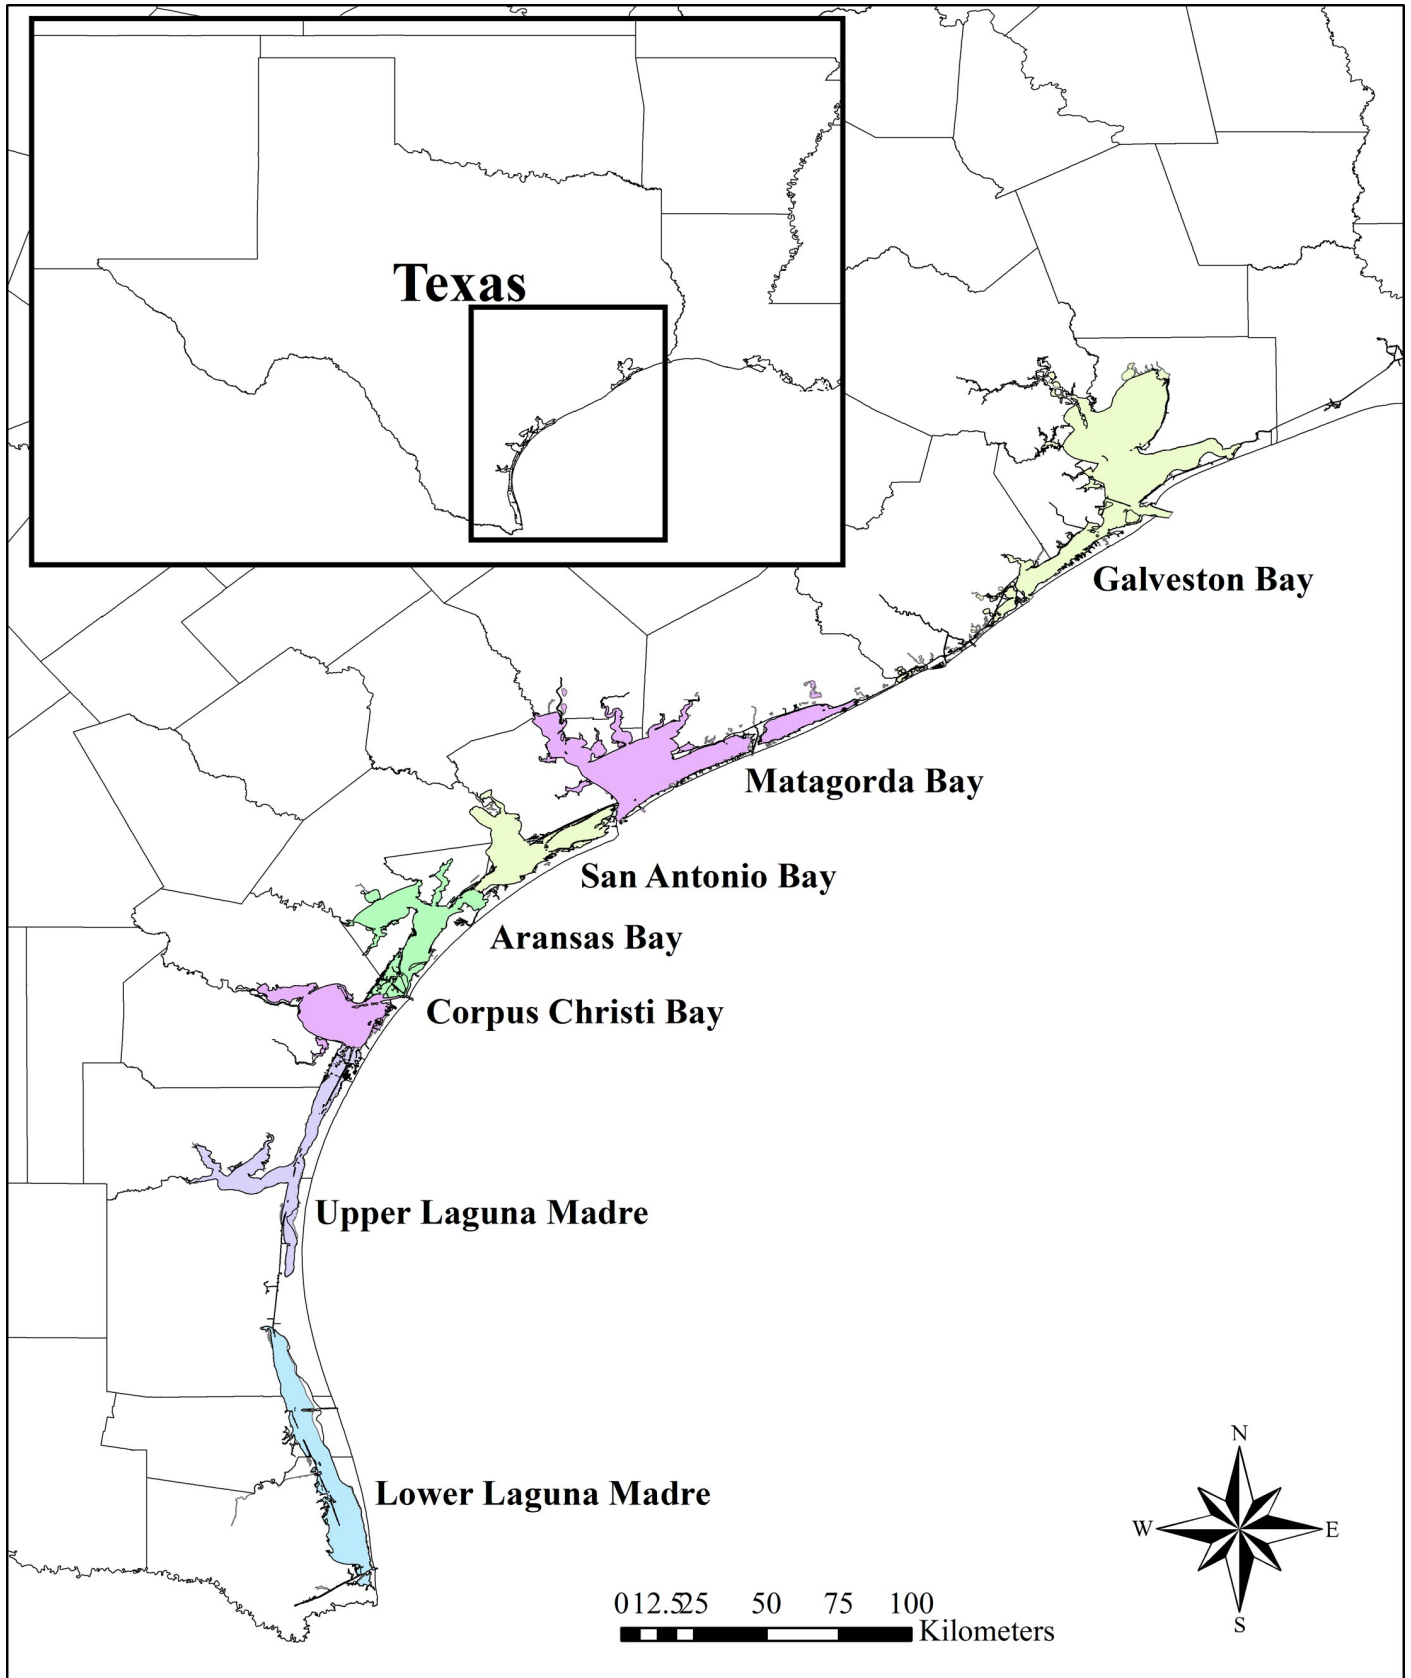 Texas
Galveston Bay
Matagorda Bay
San Antonio Bay
Aransas Bay
Corpus Christi Bay
Upper Laguna Madre
Lower Laguna Madre
N
W E
S
0 12.5 25 50 75 100
Kilometers